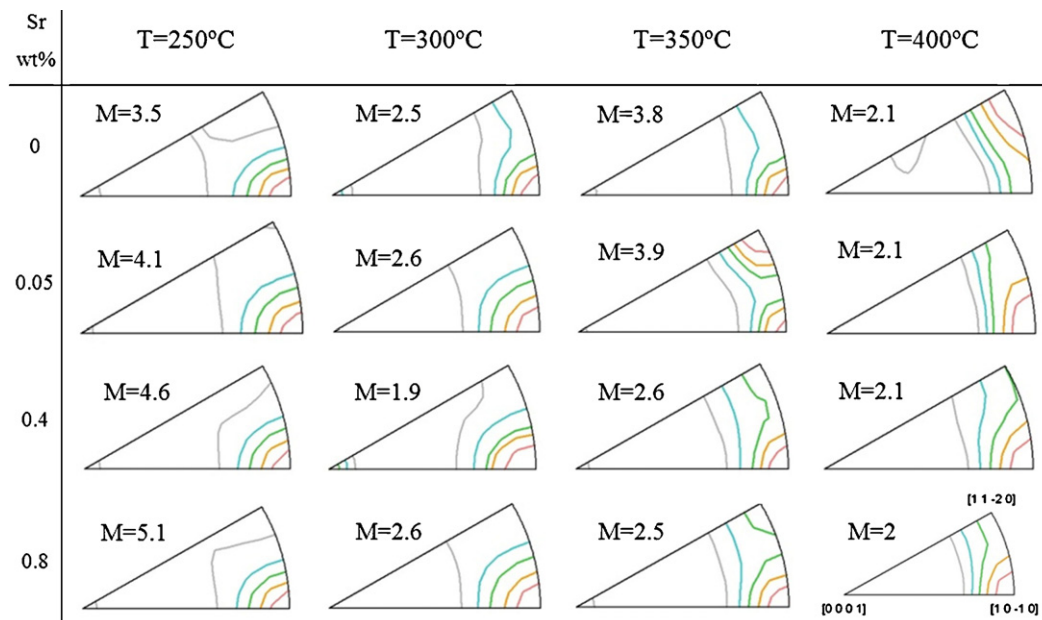 Sr
wt%
T=250ºC T=300ºC T=350ºC T=400ºC
0 M=3.5 M=2.5 M=3.8 M=2.1
0.05 M=4.1 M=2.6 M=3.9 M=2.1
0.4 M=4.6 M=1.9 M=2.6 M=2.1
0.8 M=5.1 M=2.6 M=2.5 M=2
[1 1 -2 0]
[0 0 0 1] [1 0 -1 0]